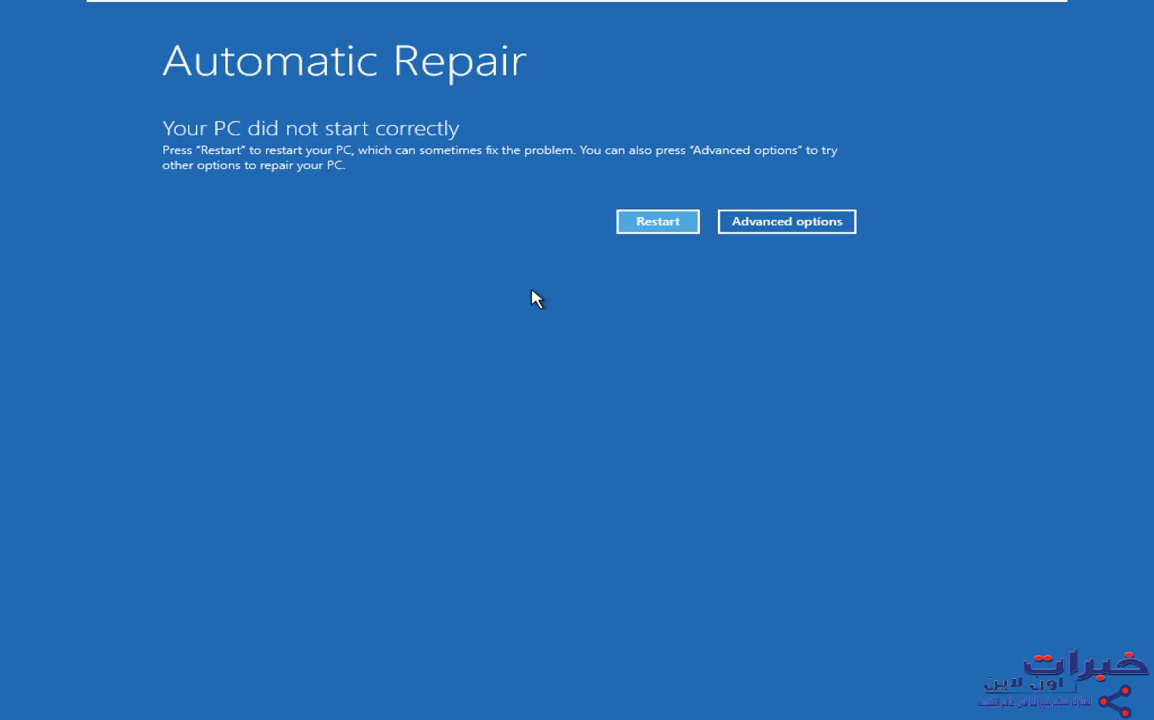 Automatic Repair
Your PC did not start correctly
Press “Restart” to restart your PC, which can sometimes fix the problem. You can also press “Advanced options” to try
other options to repair your PC.
Restart
Advanced options
خبرات
اون لاين